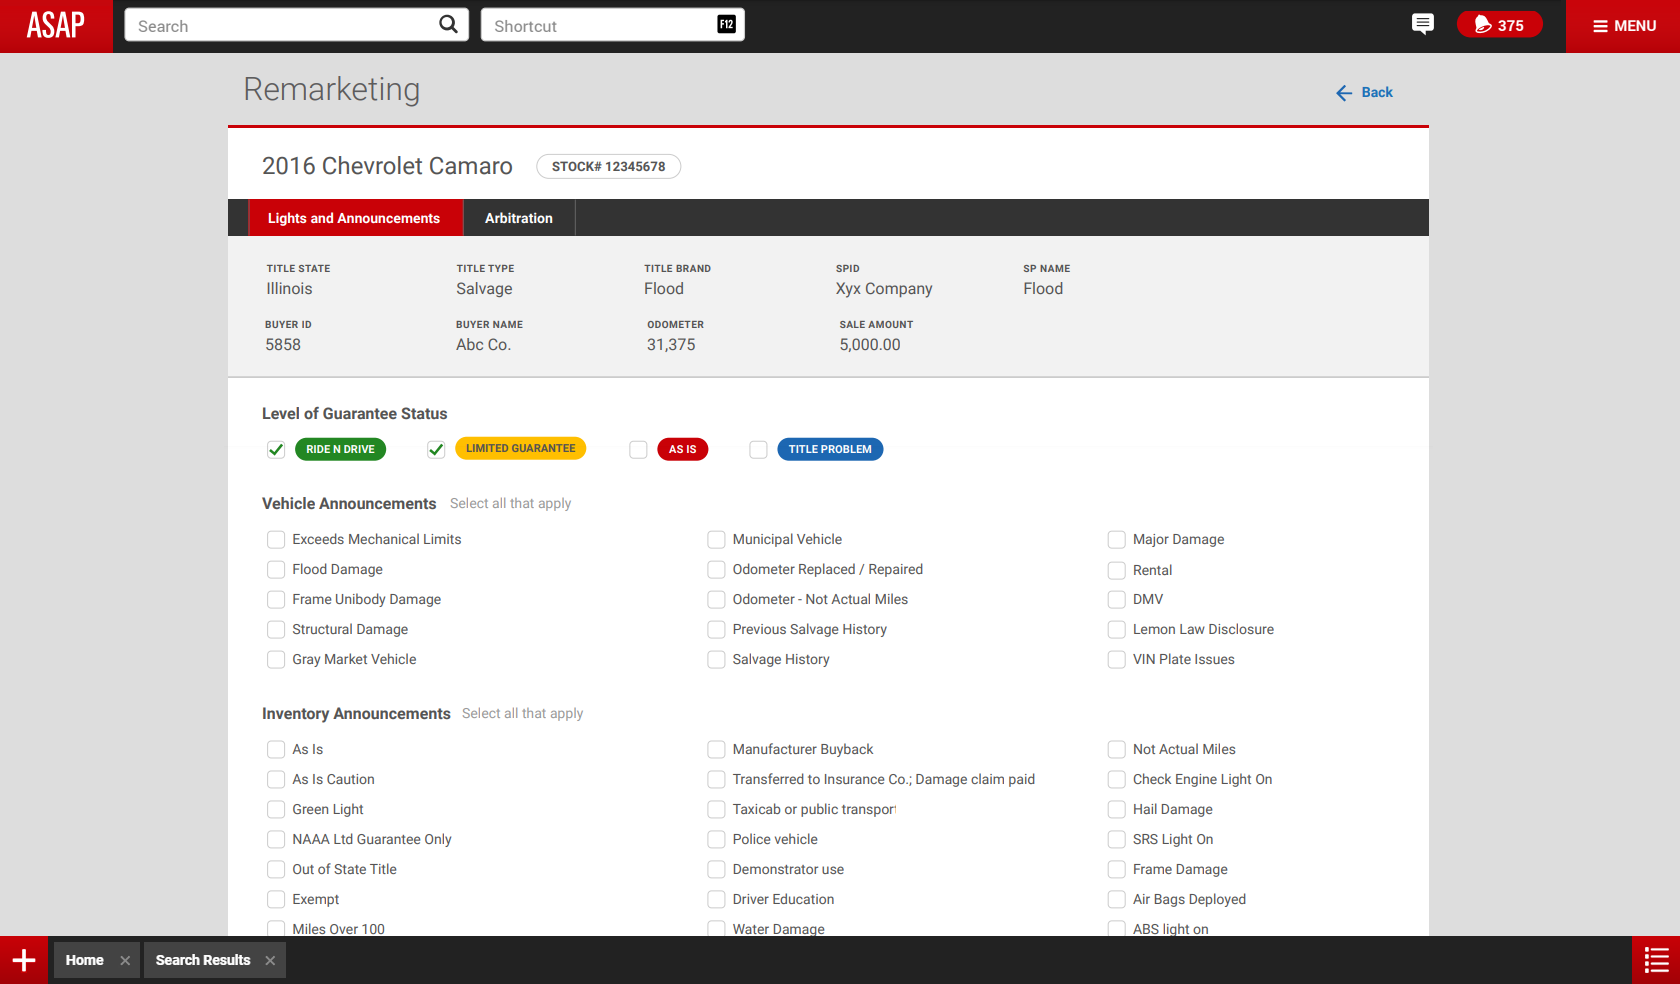 ASAP Search Shortcut F12 375 MENU
Remarketing Back
2016 Chevrolet Camaro STOCK# 12345678
Lights and Announcements Arbitration
TITLE STATE TITLE TYPE TITLE BRAND SPID SP NAME
Illinois Salvage Flood Xyx Company Flood
BUYER ID BUYER NAME ODOMETER SALE AMOUNT
5858 Abc Co. 31,375 5,000.00
Level of Guarantee Status
RIDE N DRIVE LIMITED GUARANTEE AS IS TITLE PROBLEM
Vehicle Announcements Select all that apply
Exceeds Mechanical Limits Municipal Vehicle Major Damage
Flood Damage Odometer Replaced / Repaired Rental
Frame Unibody Damage Odometer - Not Actual Miles DMV
Structural Damage Previous Salvage History Lemon Law Disclosure
Gray Market Vehicle Salvage History VIN Plate Issues
Inventory Announcements Select all that apply
As Is Manufacturer Buyback Not Actual Miles
As Is Caution Transferred to Insurance Co.; Damage claim paid Check Engine Light On
Green Light Taxicab or public transport Hail Damage
NAAA Ltd Guarantee Only Police vehicle SRS Light On
Out of State Title Demonstrator use Frame Damage
Exempt Driver Education Air Bags Deployed
Miles Over 100 Water Damage ABS light on
Home Search Results